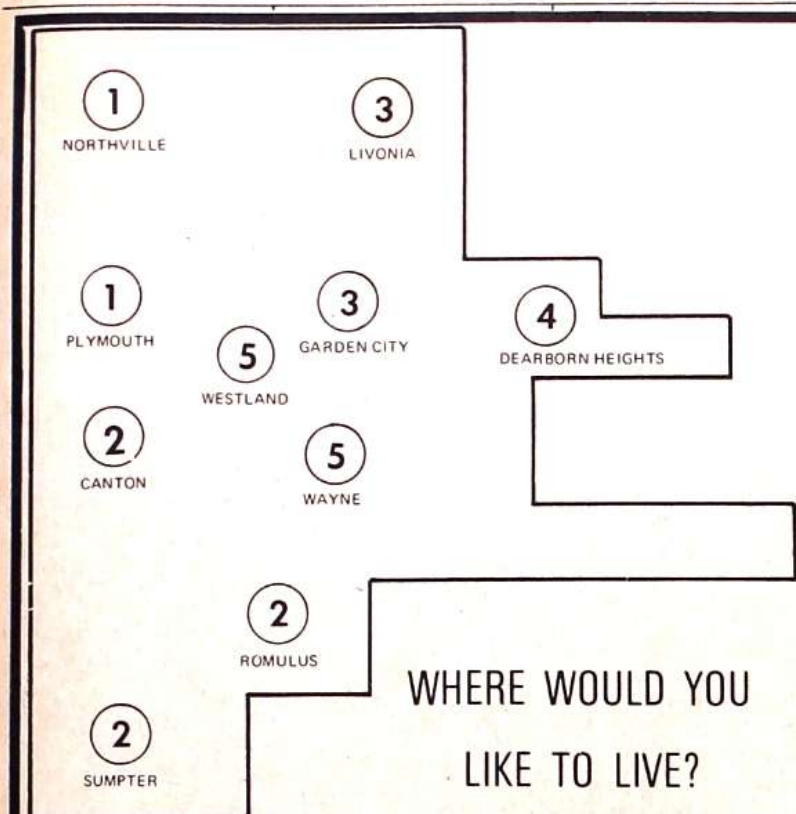 1
NORTHVILLE
3
LIVONIA
1
PLYMOUTH
3
GARDEN CITY
4
DEARBORN HEIGHTS
5
WESTLAND
2
CANTON
5
WAYNE
2
ROMULUS
2
SUMPTER
WHERE WOULD YOU
LIKE TO LIVE?